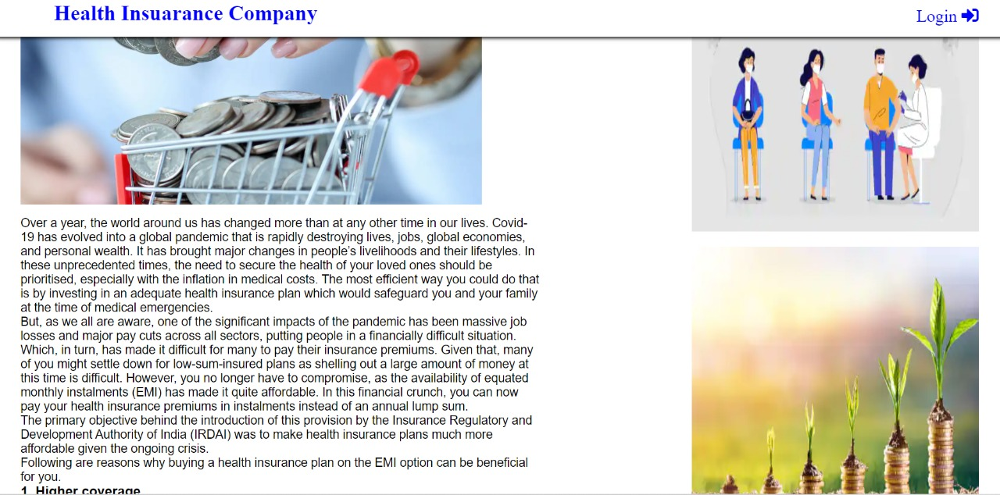 Health Insuarance Company
Login
Over a year, the world around us has changed more than at any other time in our lives. Covid-
19 has evolved into a global pandemic that is rapidly destroying lives, jobs, global economies,
and personal wealth. It has brought major changes in people's livelihoods and their lifestyles. In
these unprecedented times, the need to secure the health of your loved ones should be
prioritised, especially with the inflation in medical costs. The most efficient way you could do that
is by investing in an adequate health insurance plan which would safeguard you and your family
at the time of medical emergencies.
But, as we all are aware, one of the significant impacts of the pandemic has been massive job
losses and major pay cuts across all sectors, putting people in a financially difficult situation.
Which, in turn, has made it difficult for many to pay their insurance premiums. Given that, many
of you might settle down for low-sum-insured plans as shelling out a large amount of money at
this time is difficult. However, you no longer have to compromise, as the availability of equated
monthly instalments (EMI) has made it quite affordable. In this financial crunch, you can now
pay your health insurance premiums in instalments instead of an annual lump sum.
The primary objective behind the introduction of this provision by the Insurance Regulatory and
Development Authority of India (IRDAI) was to make health insurance plans much more
affordable given the ongoing crisis.
Following are reasons why buying a health insurance plan on the EMI option can be beneficial
for you.
1. Higher coverage